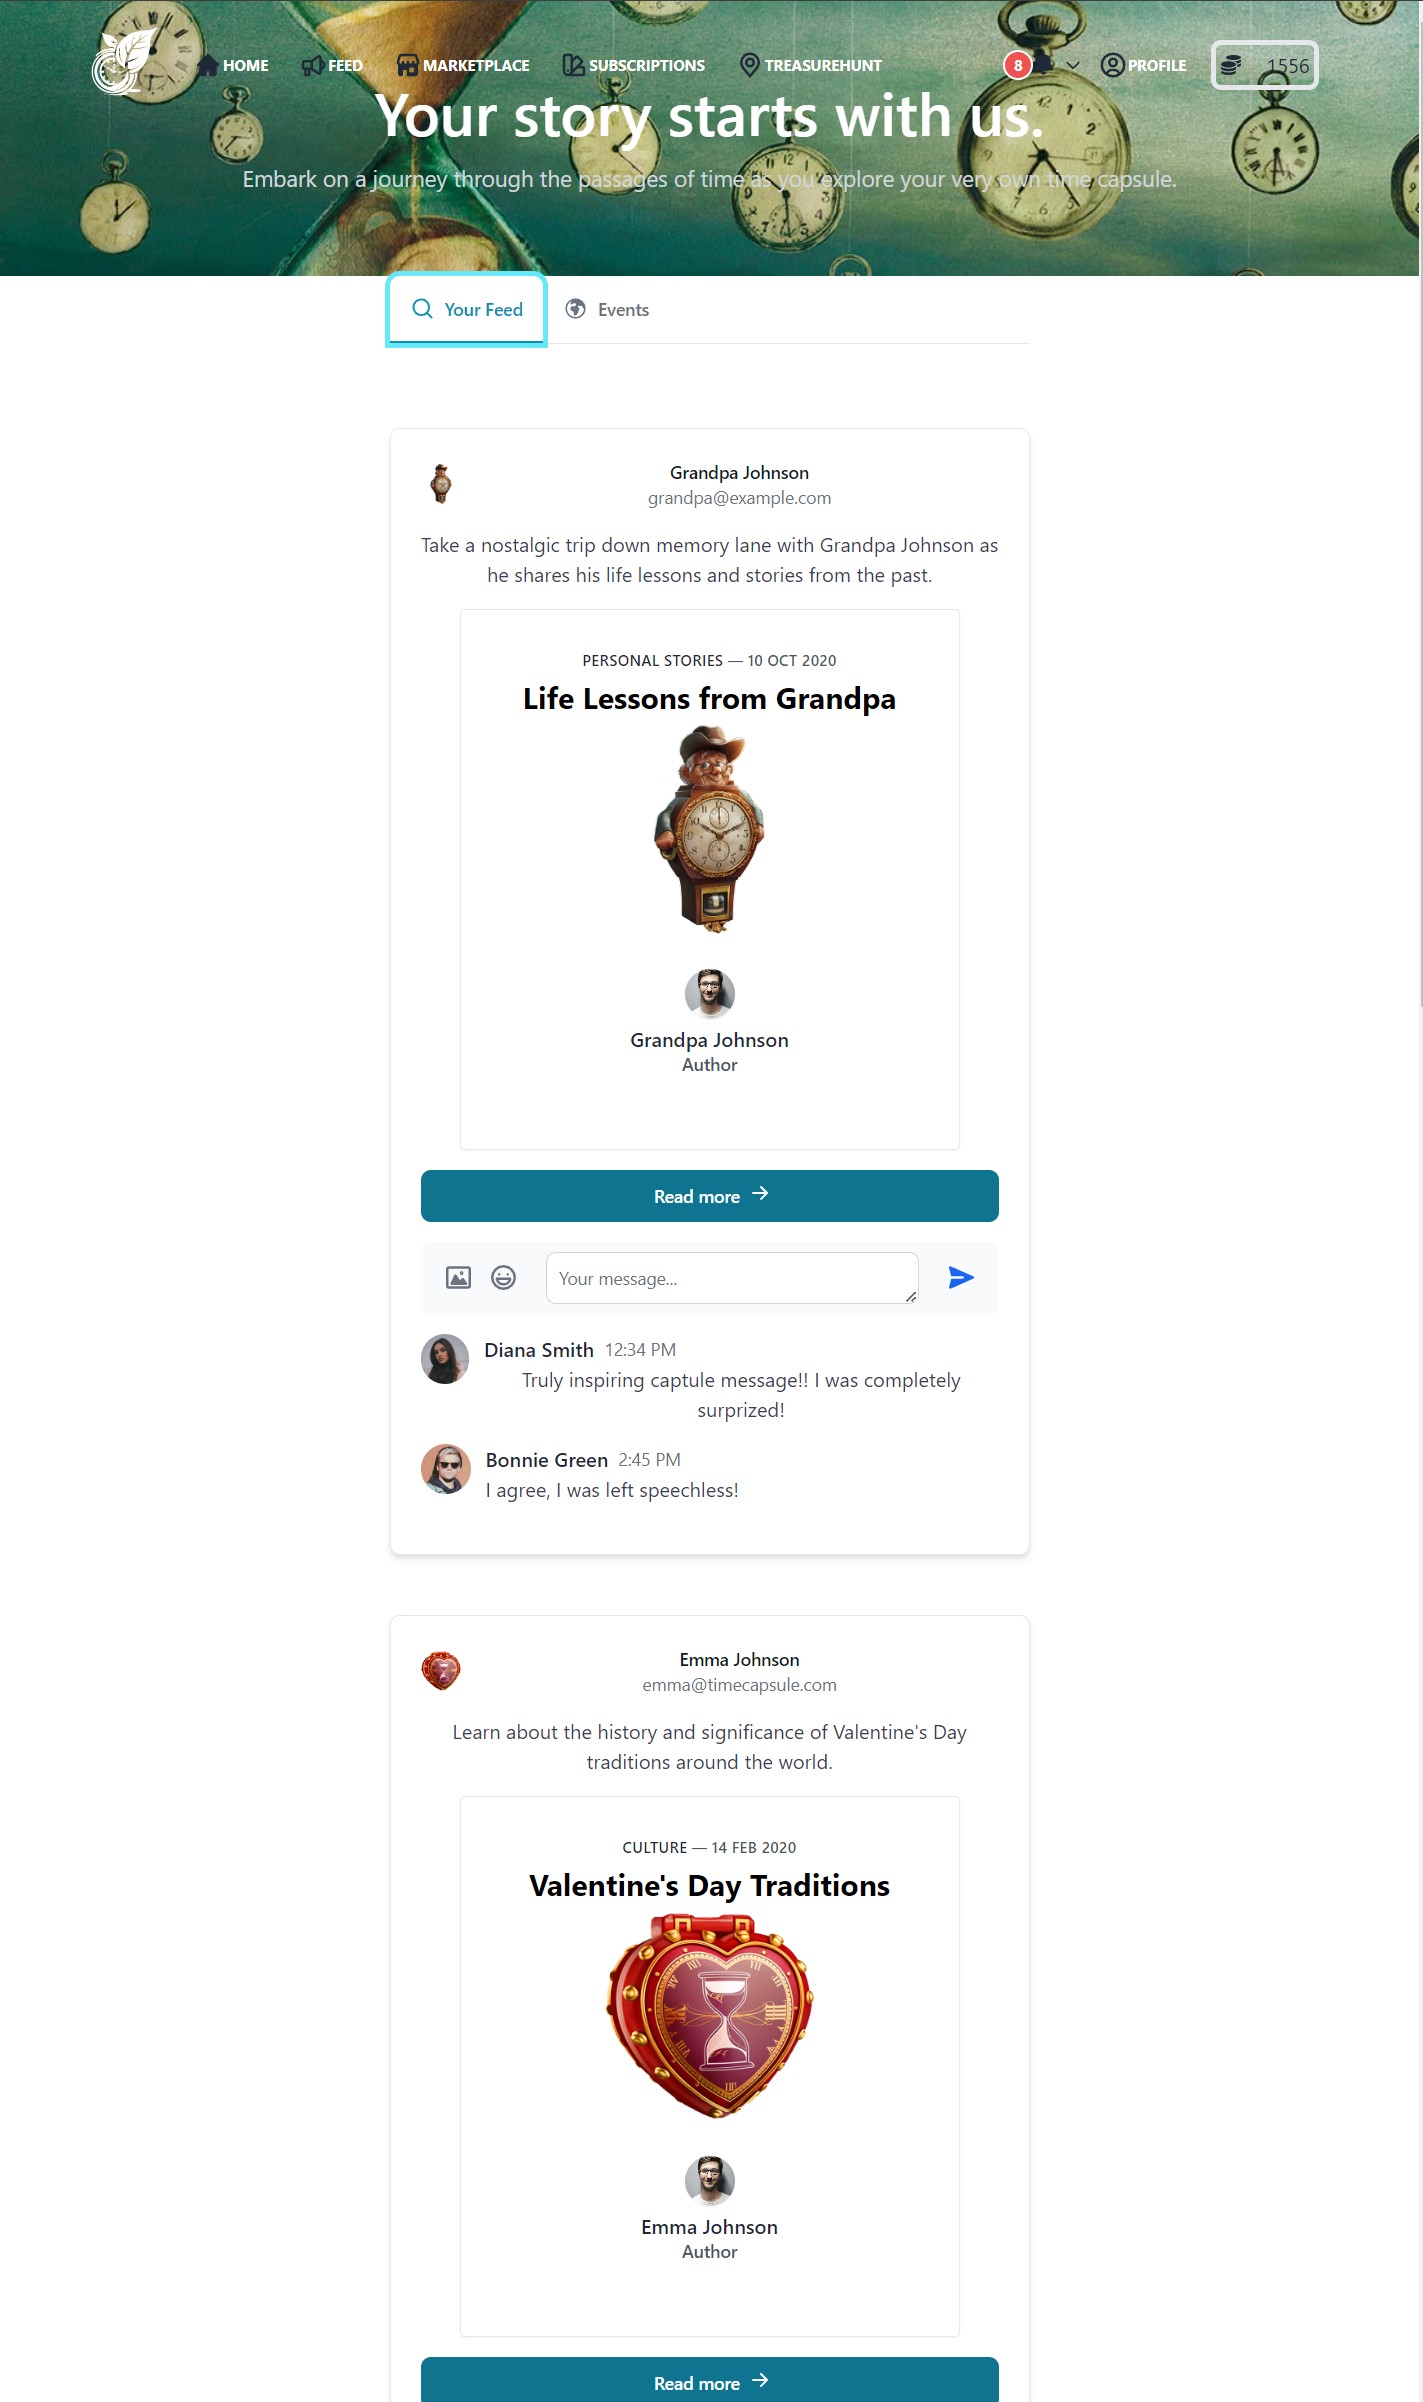 HOME
FEED
MARKETPLACE
SUBSCRIPTIONS
TREASUREHUNT
8
PROFILE
1556
Your story starts with us.
Embark on a journey through the passages of time as you explore your very own time capsule.
Your Feed
Events
Grandpa Johnson
grandpa@example.com
Take a nostalgic trip down memory lane with Grandpa Johnson as
he shares his life lessons and stories from the past.
PERSONAL STORIES — 10 OCT 2020
Life Lessons from Grandpa
Grandpa Johnson
Author
Read more
Your message...
Diana Smith 12:34 PM
Truly inspiring captule message!! I was completely
surprized!
Bonnie Green 2:45 PM
I agree, I was left speechless!
Emma Johnson
emma@timecapsule.com
Learn about the history and significance of Valentine's Day
traditions around the world.
CULTURE — 14 FEB 2020
Valentine's Day Traditions
Emma Johnson
Author
Read more